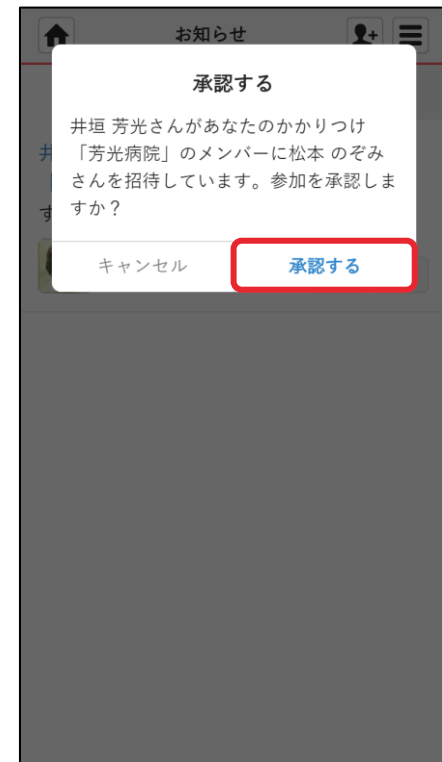 お知らせ
承認する
井垣 芳光さんがあなたのかかりつけ
「芳光病院」のメンバーに松本 のぞみ
さんを招待しています。参加を承認しま
すか？
井
す
キャンセル
承認する